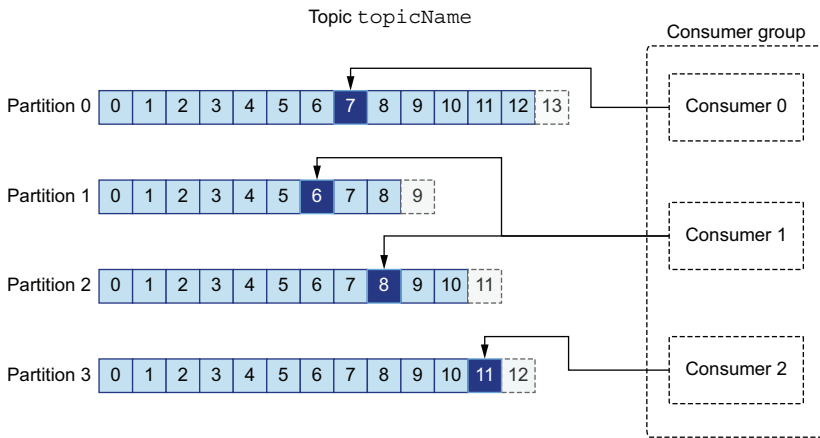 Topic topicName
Consumer group
Partition 0 0 1 2 3 4 5 6 7 8 9 10 11 12 13 Consumer 0
Partition 1 0 1 2 3 4 5 6 7 8 9
Consumer 1
Partition 2 0 1 2 3 4 5 6 7 8 9 10 11
Partition 3 0 1 2 3 4 5 6 7 8 9 10 11 12 Consumer 2